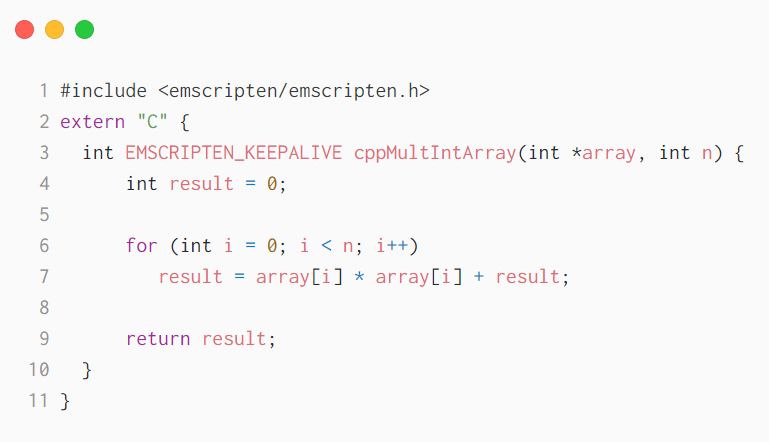 1 #include <emscripten/emscripten.h>
2 extern "C" {
3   int EMSCRIPTEN_KEEPALIVE cppMultIntArray(int *array, int n) {
4       int result = 0;
5
6       for (int i = 0; i < n; i++)
7          result = array[i] * array[i] + result;
8
9       return result;
10   }
11 }